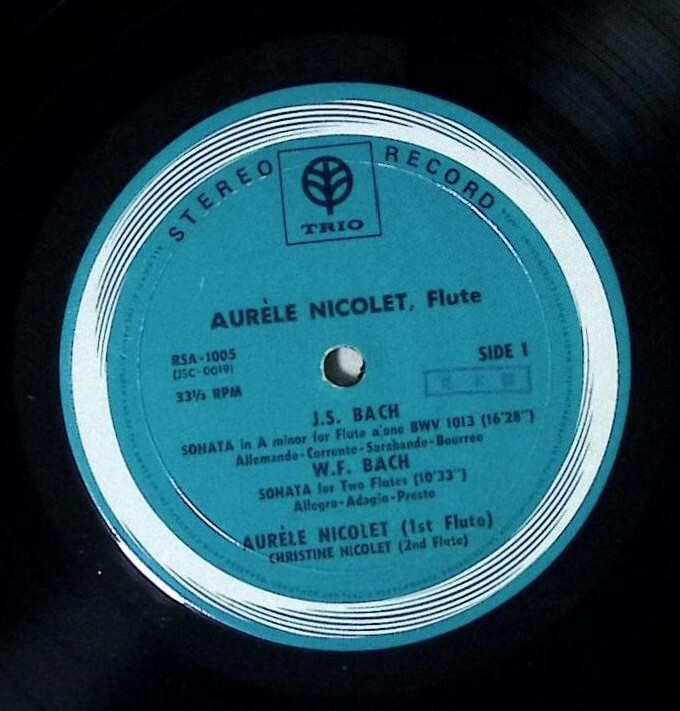 STEREO RECORD
TRIO
AURÈLE NICOLET, Flute
RSA-1005
(JSC-0019)
SIDE 1
33⅓ RPM
J.S. BACH
SONATA in A minor for Flute alone BWV 1013 (16'28")
Allemande-Corrente-Sarabande-Bourreo
W.F. BACH
SONATA for Two Flutes (10'33")
Allegro-Adagio-Presto
AURÈLE NICOLET (1st Flute)
CHRISTINE NICOLET (2nd Flute)